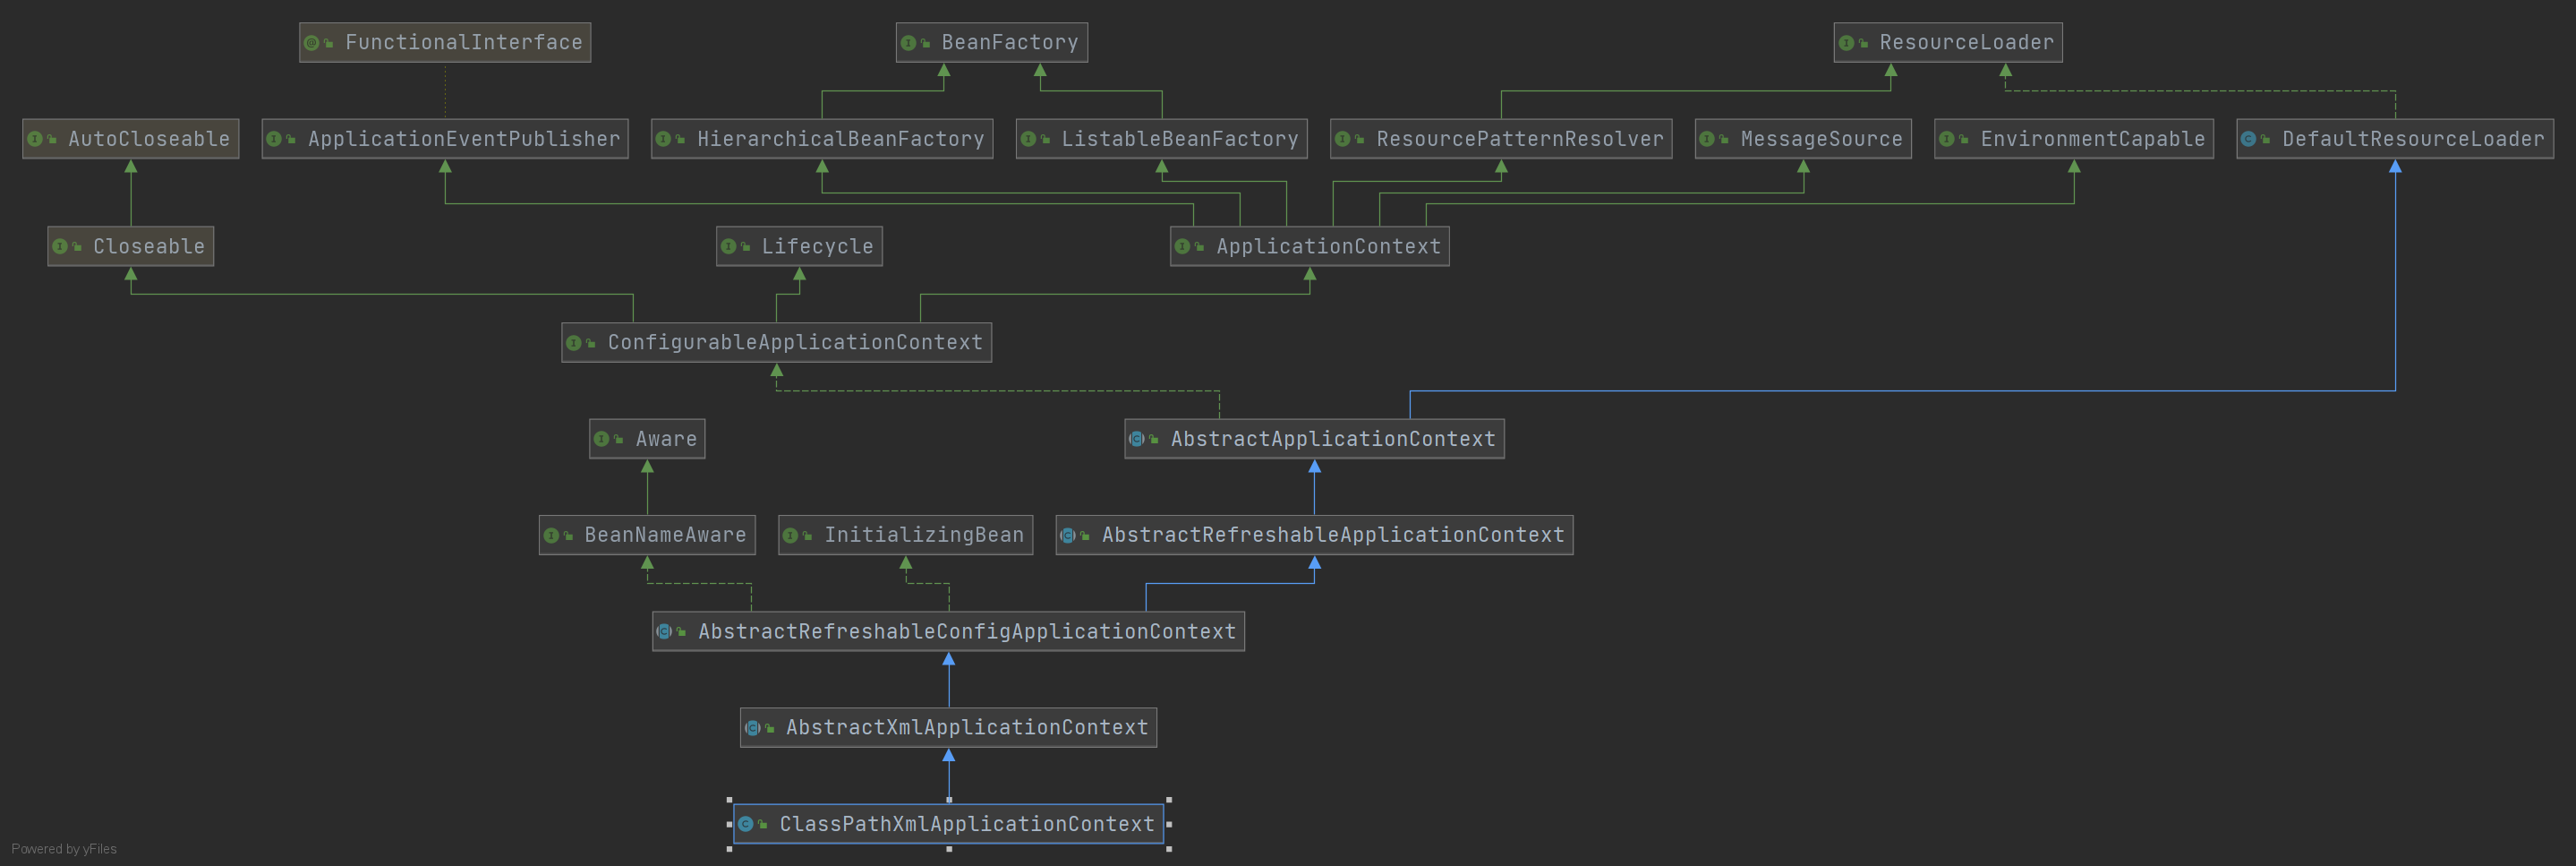 FunctionalInterface
BeanFactory
ResourceLoader
AutoCloseable
ApplicationEventPublisher
HierarchicalBeanFactory
ListableBeanFactory
ResourcePatternResolver
MessageSource
EnvironmentCapable
DefaultResourceLoader
Closeable
Lifecycle
ApplicationContext
ConfigurableApplicationContext
Aware
AbstractApplicationContext
BeanNameAware
InitializingBean
AbstractRefreshableApplicationContext
AbstractRefreshableConfigApplicationContext
AbstractXmlApplicationContext
ClassPathXmlApplicationContext
Powered by yFiles